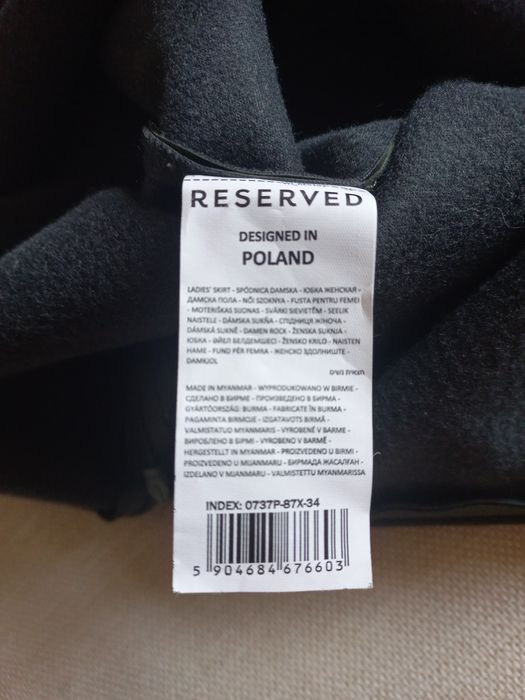 RESERVED
DESIGNED IN
POLAND
LADIES' SKIRT - SPÓDNICA DAMSKA - ЮБКА ЖЕНСКАЯ -
ДАМСКА ПОЛА - NŐI SZOKNYA - FUSTA PENTRU FEMEI
- MOTERIŠKAS SIJONAS - SVĀRKI SIEVIETĒM - SEELIK
NAISTELE - DÁMSKA SUKŇA - СПІДНИЦЯ ЖІНОЧА -
DÁMSKÁ SUKNĚ - DAMEN ROCK - ŽENSKA SUKNJA -
ЮБКА - ӘЙЕЛ БЕЛДЕМШЕСІ - ŽENSKO KRILO - NAISTEN
HAME - FUND PËR FEMRA - ЖЕНСКО ЗДОЛНИШТЕ -
DAMKJOL
חצאית נשים
MADE IN MYANMAR - WYPRODUKOWANO W BIRMIE -
СДЕЛАНО В БИРМЕ - ПРОИЗВЕДЕНО В БИРМА -
GYÁRTÓORSZÁG: BURMA - FABRICATE ÎN BURMA -
PAGAMINTA BIRMOJE - IZGATAVOTS BIRMĀ -
VALMISTATUD MYANMARIS - VYROBENÉ V BARME -
ВИРОБЛЕНО В БІРМІ - VYROBENO V BARMĚ -
HERGESTELLT IN MYANMAR - PROIZVEDENO U BIRMI -
PROIZVEDENO U MIJANMARU - БИРМАДА ЖАСАЛҒАН -
IZDELANO V MJANMARU - VALMISTETTU MYANMARISSA
INDEX: 0737P-87X-34
5 904684 676603